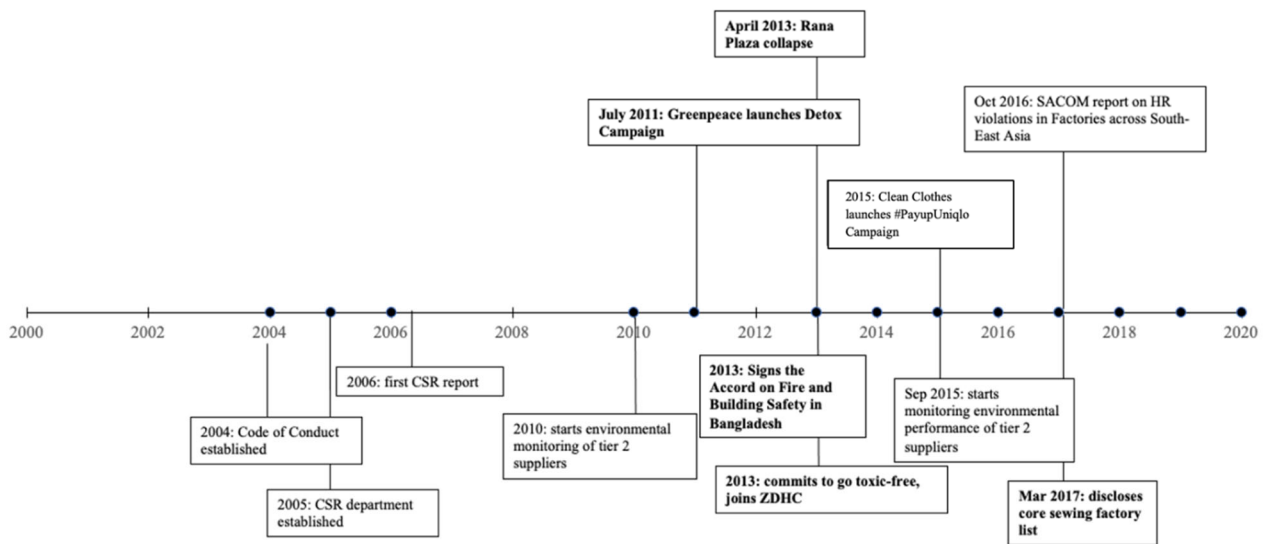 April 2013: Rana
Plaza collapse
July 2011: Greenpeace launches Detox
Campaign
Oct 2016: SACOM report on HR
violations in Factories across South-
East Asia
2015: Clean Clothes
launches #PayupUniqlo
Campaign
2000
2002
2004
2006
2008
2010
2012
2014
2016
2018
2020
2006: first CSR report
2004: Code of Conduct
established
2005: CSR department
established
2010: starts environmental
monitoring of tier 2
suppliers
2013: Signs the
Accord on Fire and
Building Safety in
Bangladesh
2013: commits to go toxic-free,
joins ZDHC
Sep 2015: starts
monitoring environmental
performance of tier 2
suppliers
Mar 2017: discloses
core sewing factory
list